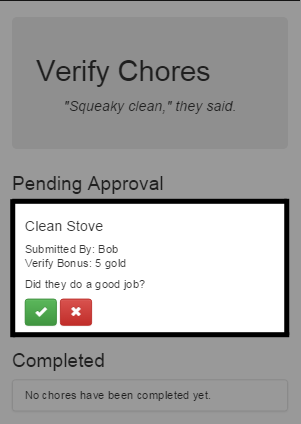 Verify Chores
"Squeaky clean," they said.
Pending Approval
Clean Stove
Submitted By: Bob
Verify Bonus: 5 gold
Did they do a good job?
Completed
No chores have been completed yet.